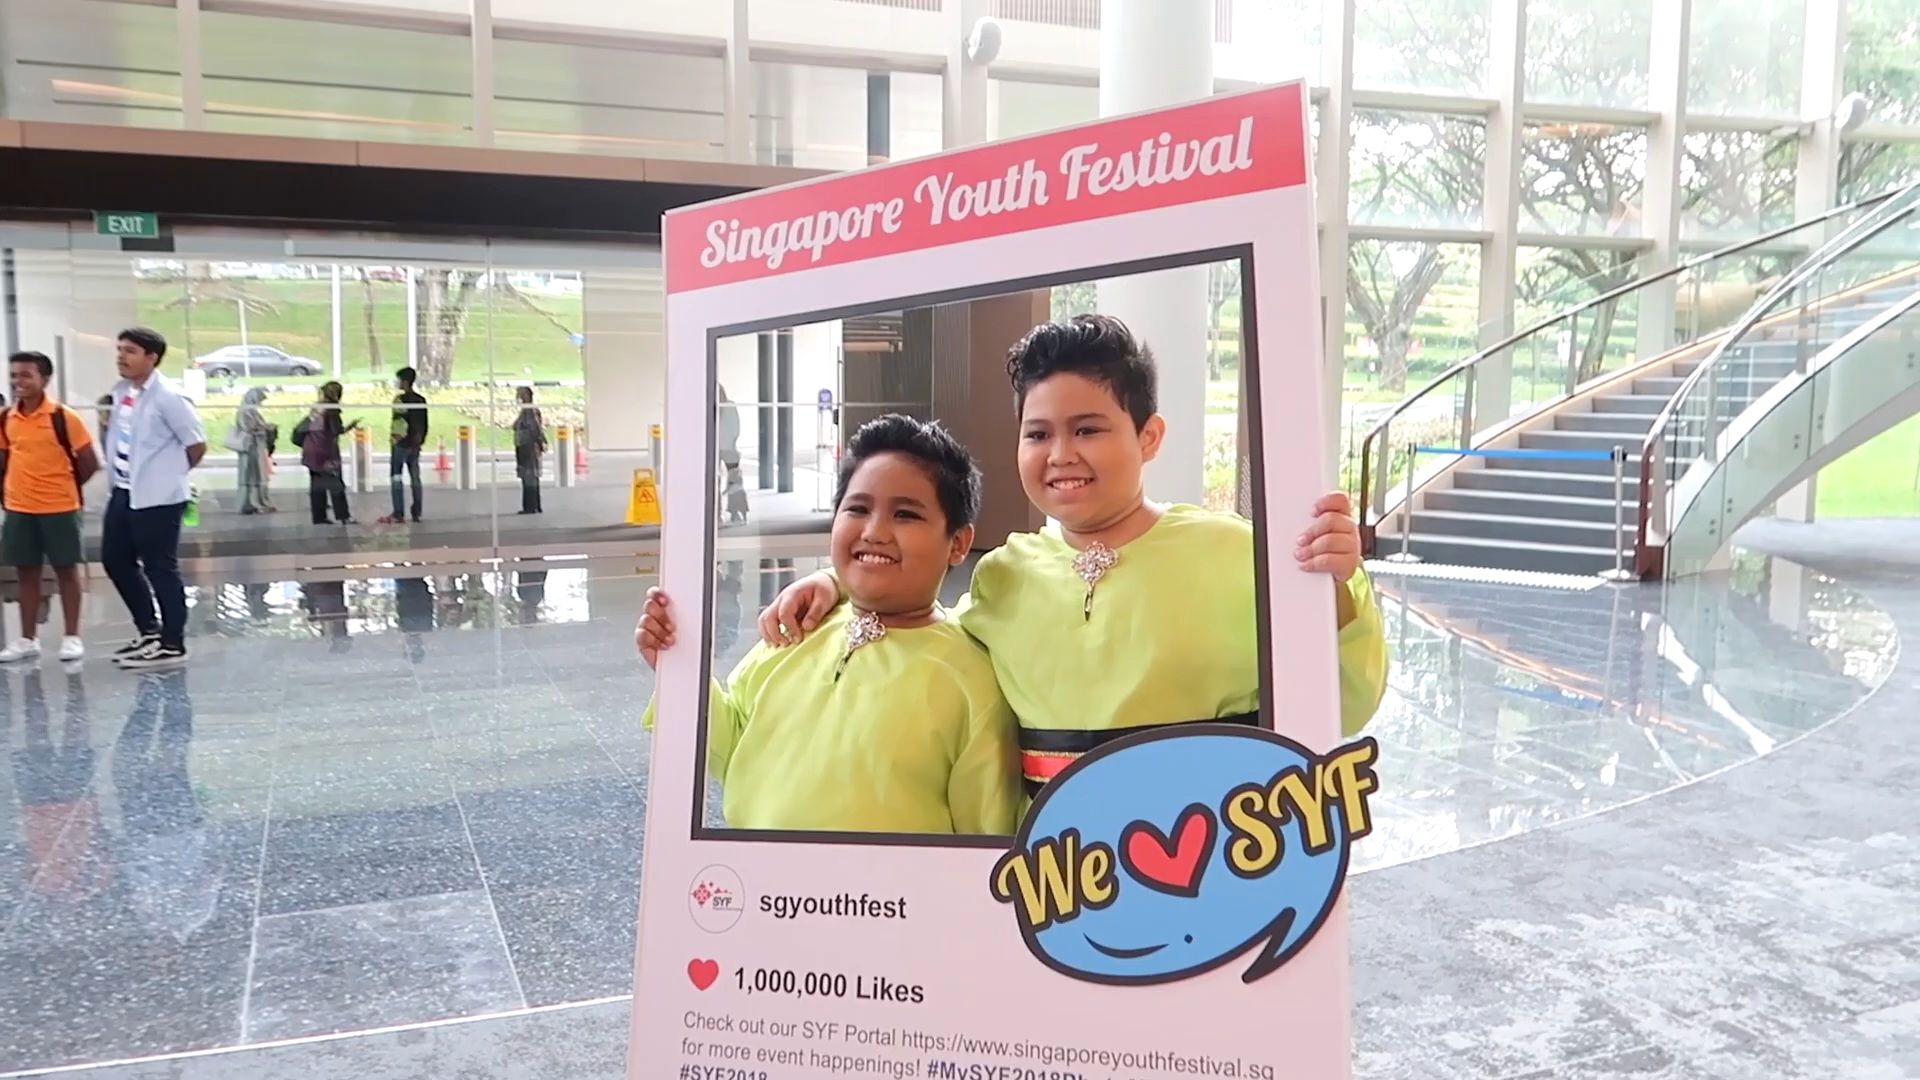 EXIT
Singapore Youth Festival
We SYF
SYF
sgyouthfest
1,000,000 Likes
Check out our SYF Portal https://www.singaporeyouthfestival.sg
for more event happenings!
#SYF2018